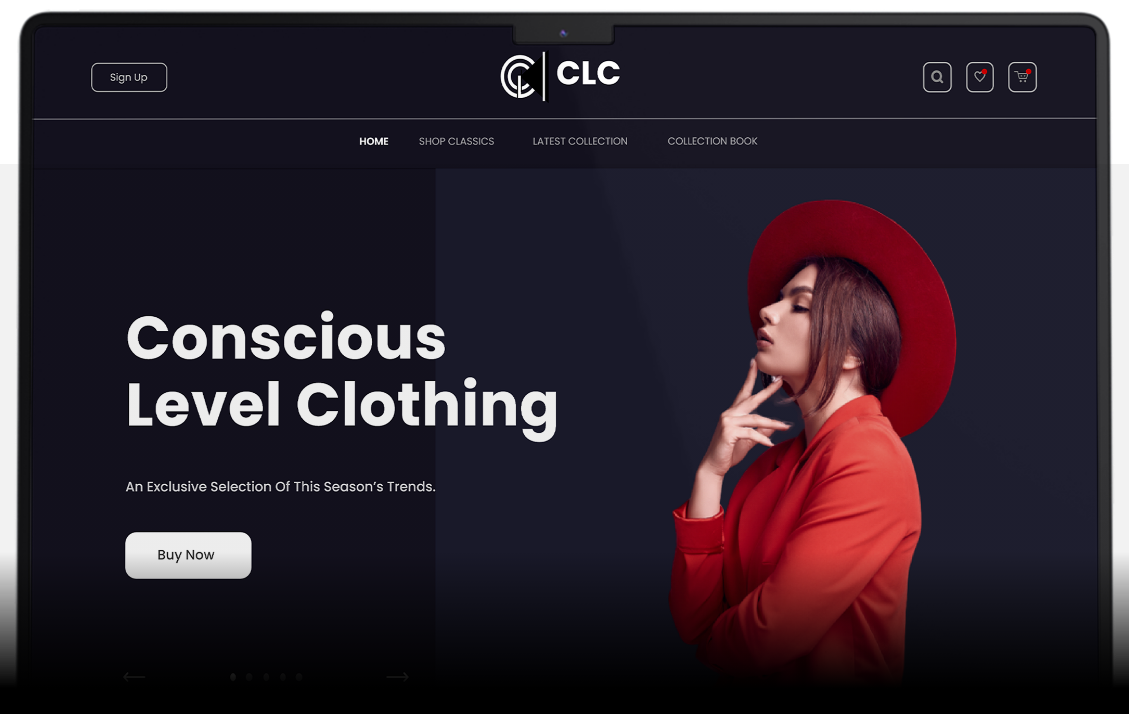 Sign Up
CLC
HOME
SHOP CLASSICS
LATEST COLLECTION
COLLECTION BOOK
Conscious
Level Clothing
An Exclusive Selection Of This Season’s Trends.
Buy Now